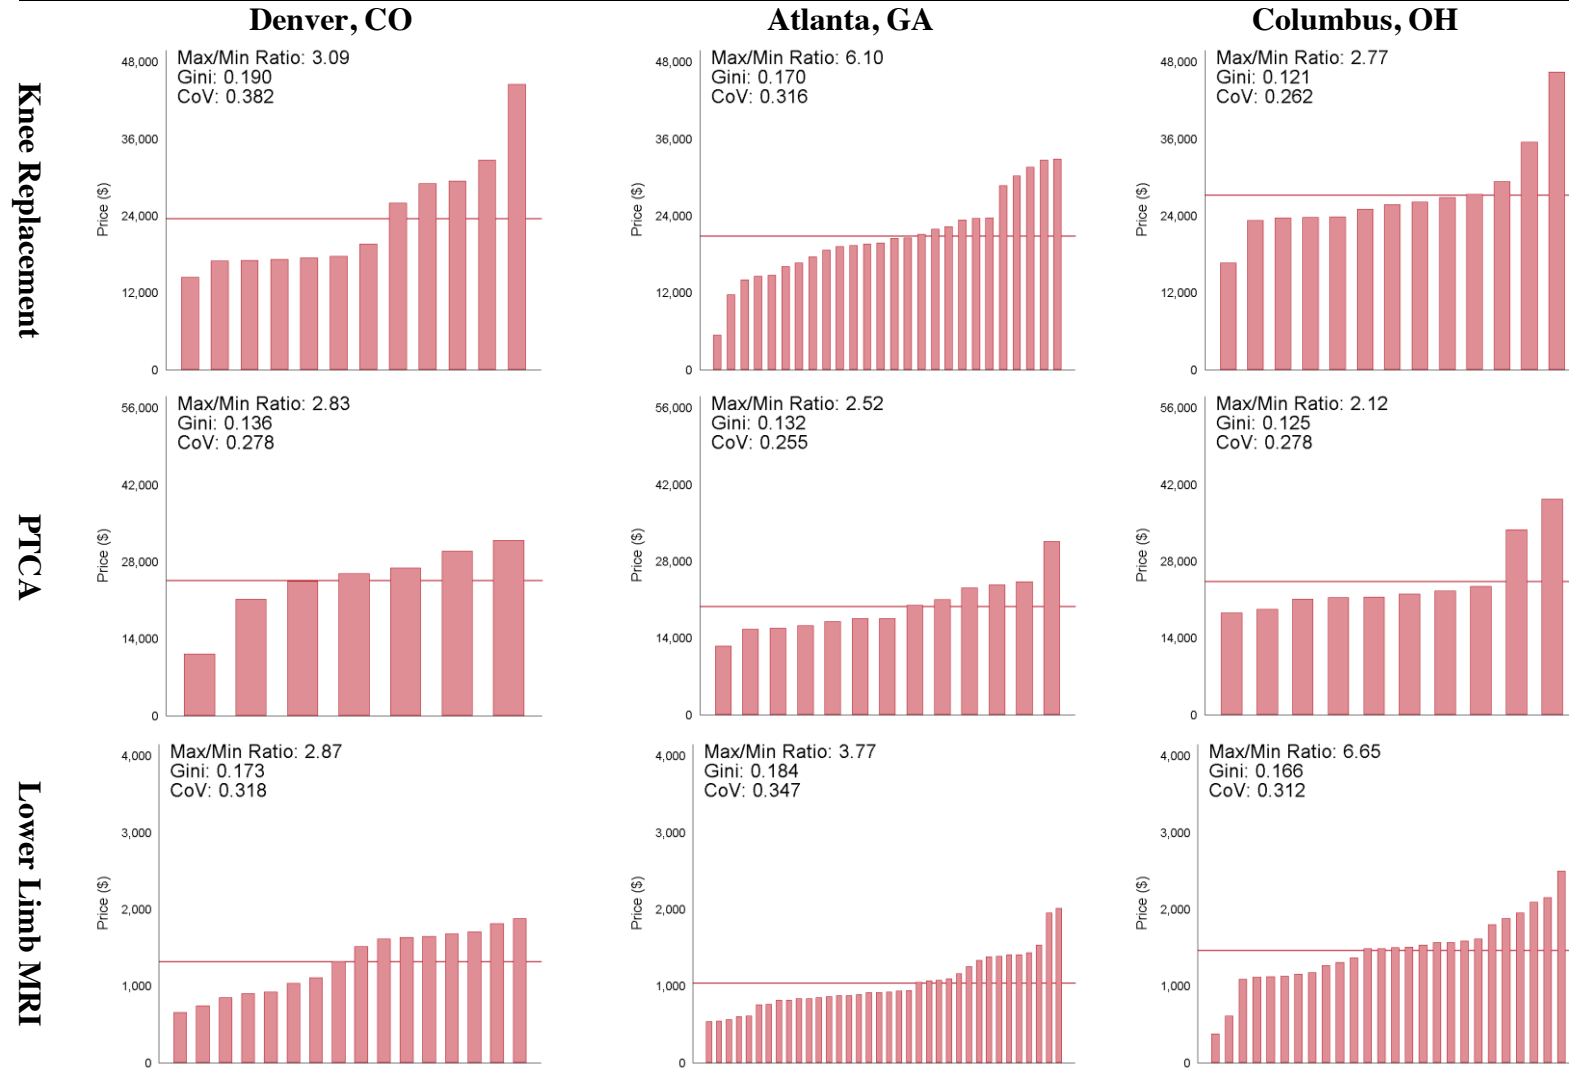 Denver, CO
Atlanta, GA
Columbus, OH
Knee Replacement
Max/Min Ratio: 3.09
Gini: 0.190
CoV: 0.382
48,000
36,000
24,000
12,000
0
Price ($)
Max/Min Ratio: 6.10
Gini: 0.170
CoV: 0.316
48,000
36,000
24,000
12,000
0
Price ($)
Max/Min Ratio: 2.77
Gini: 0.121
CoV: 0.262
48,000
36,000
24,000
12,000
0
Price ($)
PTCA
Max/Min Ratio: 2.83
Gini: 0.136
CoV: 0.278
56,000
42,000
28,000
14,000
0
Price ($)
Max/Min Ratio: 2.52
Gini: 0.132
CoV: 0.255
56,000
42,000
28,000
14,000
0
Price ($)
Max/Min Ratio: 2.12
Gini: 0.125
CoV: 0.278
56,000
42,000
28,000
14,000
0
Price ($)
Lower Limb MRI
Max/Min Ratio: 2.87
Gini: 0.173
CoV: 0.318
4,000
3,000
2,000
1,000
0
Price ($)
Max/Min Ratio: 3.77
Gini: 0.184
CoV: 0.347
4,000
3,000
2,000
1,000
0
Price ($)
Max/Min Ratio: 6.65
Gini: 0.166
CoV: 0.312
4,000
3,000
2,000
1,000
0
Price ($)